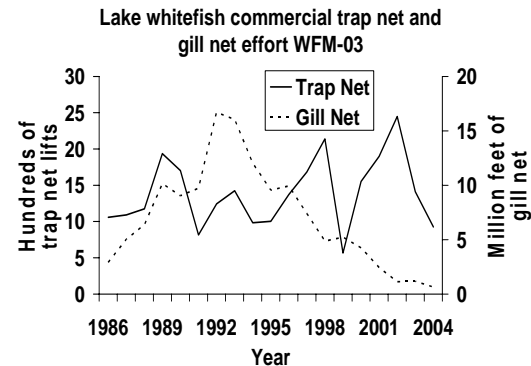 Lake whitefish commercial trap net and
gill net effort WFM-03
Trap Net
Gill Net
Hundreds of
trap net lifts
30
25
20
15
10
5
0
20
15
10
5
0
Million feet of
gill net
1986 1989 1992 1995 1998 2001 2004
Year